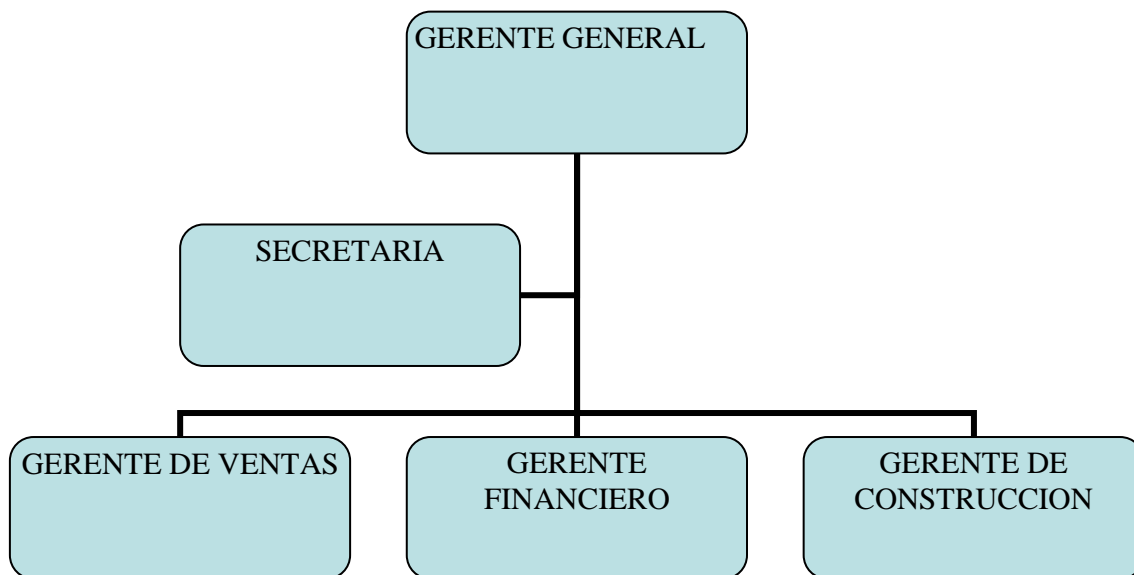 GERENTE GENERAL
SECRETARIA
GERENTE DE VENTAS
GERENTE
FINANCIERO
GERENTE DE
CONSTRUCCION